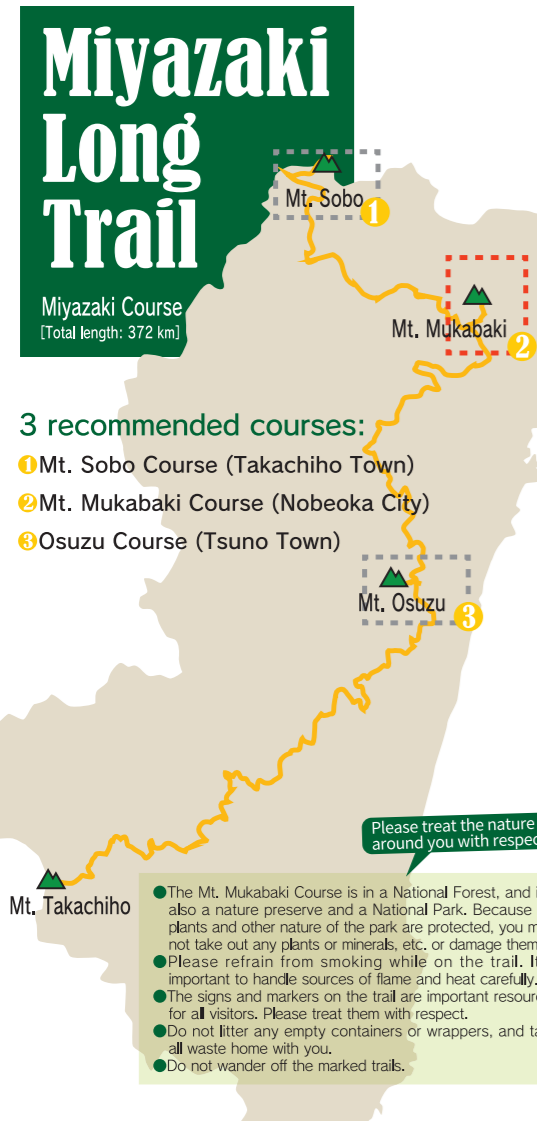 Miyazaki
Long
Trail
Miyazaki Course
[Total length: 372 km]
Mt. Sobo
1
Mt. Mukabaki
2
3 recommended courses:
1 Mt. Sobo Course (Takachiho Town)
2 Mt. Mukabaki Course (Nobeoka City)
3 Osuzu Course (Tsuno Town)
Mt. Osuzu
3
Mt. Takachiho
Please treat the nature
around you with respec
●The Mt. Mukabaki Course is in a National Forest, and i
also a nature preserve and a National Park. Because
plants and other nature of the park are protected, you m
not take out any plants or minerals, etc. or damage them
●Please refrain from smoking while on the trail. It
important to handle sources of flame and heat carefully.
●The signs and markers on the trail are important resour
for all visitors. Please treat them with respect.
●Do not litter any empty containers or wrappers, and ta
all waste home with you.
●Do not wander off the marked trails.